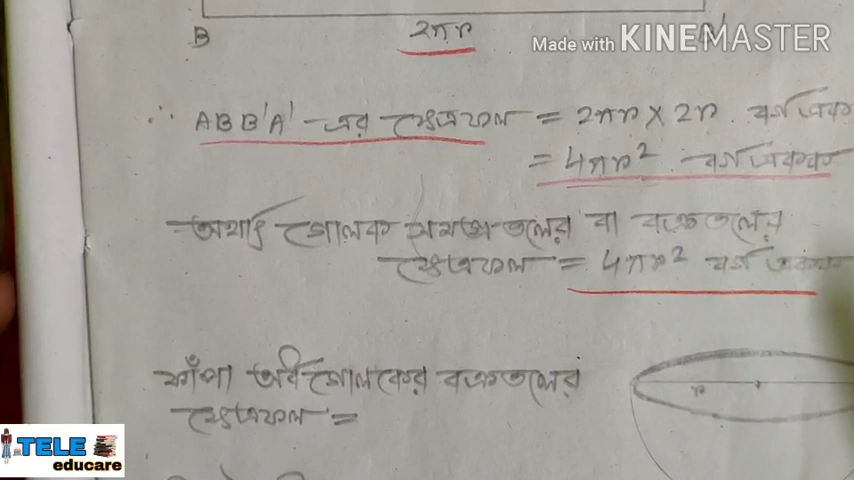 B 2πr
Made with KINEMASTER
∴ ABB'A' -এর ক্ষেত্রফল = 2πr × 2r বর্গ একক
= 4πr² বর্গ একক
অর্থাৎ গোলক সমগ্রতলের বা বক্রতলের
ক্ষেত্রফল = 4πr² বর্গ একক
ফাঁপা অর্ধগোলকের বক্রতলের
ক্ষেত্রফল =
r
TELE
educare